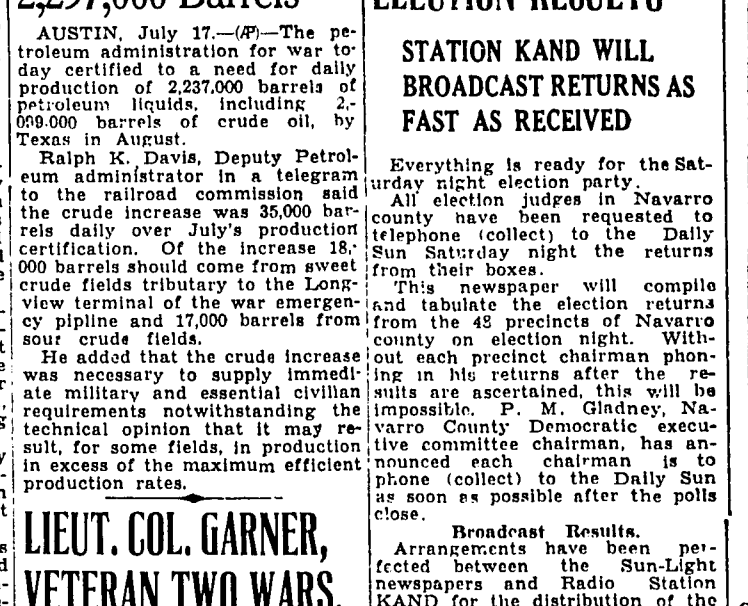 2,297,000 Barrels
AUSTIN, July 17.—(AP)—The pe-
troleum administration for war to-
day certified to a need for daily
production of 2,237,000 barrels of
petroleum liquids, including 2,-
099.000 barrels of crude oil, by
Texas in August.
Ralph K. Davis, Deputy Petrol-
eum administrator in a telegram
to the railroad commission said
the crude increase was 35,000 bar-
rels daily over July's production
certification. Of the increase 18,-
000 barrels should come from sweet
crude fields tributary to the Long-
view terminal of the war emergen-
cy pipline and 17,000 barrels from
sour crude fields.
He added that the crude increase
was necessary to supply immedi-
ate military and essential civilian
requirements notwithstanding the
technical opinion that it may re-
sult, for some fields, in production
in excess of the maximum efficient
production rates.
LIEUT. COL. GARNER,
VETERAN TWO WARS,
ELECTION RESULTS
STATION KAND WILL
BROADCAST RETURNS AS
FAST AS RECEIVED
Everything is ready for the Sat-
urday night election party.
All election judges in Navarro
county have been requested to
telephone (collect) to the Daily
Sun Saturday night the returns
from their boxes.
This newspaper will compile
and tabulate the election returns
from the 48 precincts of Navarro
county on election night. With-
out each precinct chairman phon-
ing in his returns after the re-
sults are ascertained, this will be
impossible. P. M. Gladney, Na-
varro County Democratic execu-
tive committee chairman, has an-
nounced each chairman is to
phone (collect) to the Daily Sun
as soon as possible after the polls
close.
Broadcast Results.
Arrangements have been per-
fected between the Sun-Light
newspapers and Radio Station
KAND for the distribution of the